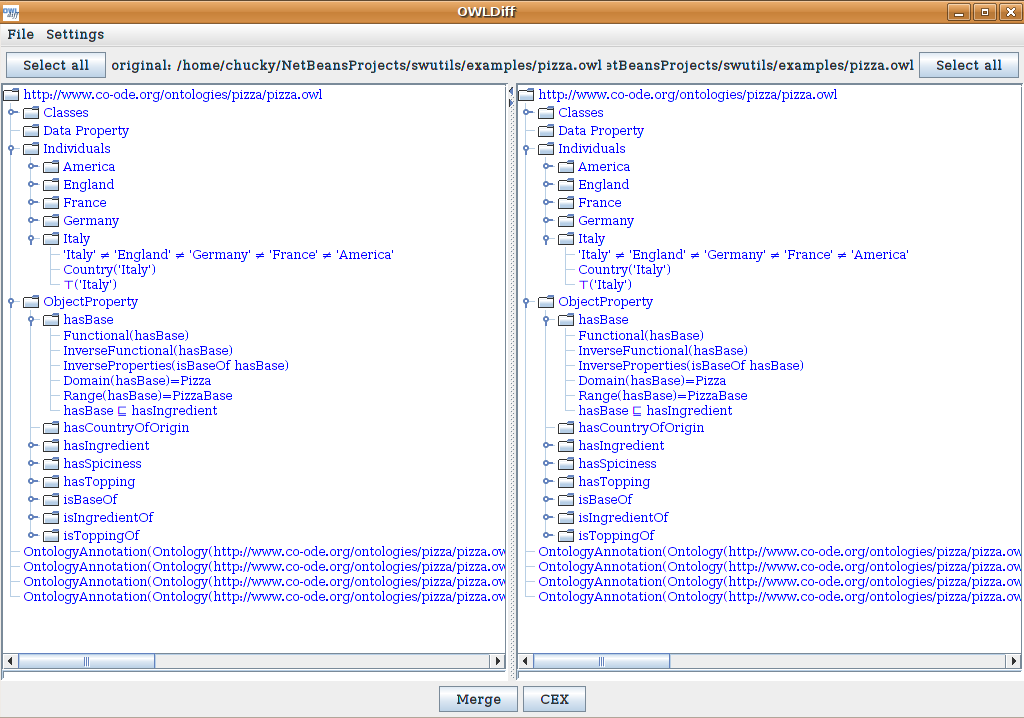 OWLDiff
File Settings
Select all original: /home/chucky/NetBeansProjects/swutils/examples/pizza.owl :etBeansProjects/swutils/examples/pizza.owl Select all
http://www.co-ode.org/ontologies/pizza/pizza.owl
Classes
Data Property
Individuals
America
England
France
Germany
Italy
'Italy' ≠ 'England' ≠ 'Germany' ≠ 'France' ≠ 'America'
Country('Italy')
⊤('Italy')
ObjectProperty
hasBase
Functional(hasBase)
InverseFunctional(hasBase)
InverseProperties(isBaseOf hasBase)
Domain(hasBase)=Pizza
Range(hasBase)=PizzaBase
hasBase ⊑ hasIngredient
hasCountryOfOrigin
hasIngredient
hasSpiciness
hasTopping
isBaseOf
isIngredientOf
isToppingOf
OntologyAnnotation(Ontology(http://www.co-ode.org/ontologies/pizza/pizza.ow
OntologyAnnotation(Ontology(http://www.co-ode.org/ontologies/pizza/pizza.ow
OntologyAnnotation(Ontology(http://www.co-ode.org/ontologies/pizza/pizza.ow
OntologyAnnotation(Ontology(http://www.co-ode.org/ontologies/pizza/pizza.ow
http://www.co-ode.org/ontologies/pizza/pizza.owl
Classes
Data Property
Individuals
America
England
France
Germany
Italy
'Italy' ≠ 'England' ≠ 'Germany' ≠ 'France' ≠ 'America'
Country('Italy')
⊤('Italy')
ObjectProperty
hasBase
Functional(hasBase)
InverseFunctional(hasBase)
InverseProperties(isBaseOf hasBase)
Domain(hasBase)=Pizza
Range(hasBase)=PizzaBase
hasBase ⊑ hasIngredient
hasCountryOfOrigin
hasIngredient
hasSpiciness
hasTopping
isBaseOf
isIngredientOf
isToppingOf
OntologyAnnotation(Ontology(http://www.co-ode.org/ontologies/pizza/pizza.ow
OntologyAnnotation(Ontology(http://www.co-ode.org/ontologies/pizza/pizza.ow
OntologyAnnotation(Ontology(http://www.co-ode.org/ontologies/pizza/pizza.ow
OntologyAnnotation(Ontology(http://www.co-ode.org/ontologies/pizza/pizza.ow
Merge CEX